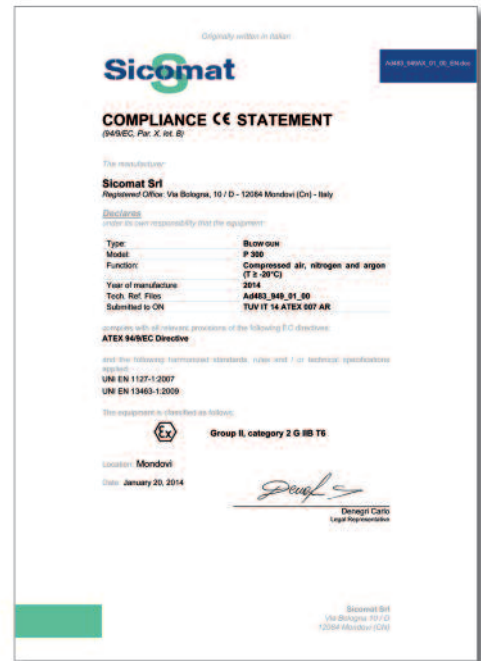 Originally written in Italian
Sicomat
Ad483_949XX_01_00_EN.doc
COMPLIANCE CE STATEMENT
(94/9/EC, Par. X, let. B)
The manufacturer:
Sicomat Srl
Registered Office: Via Bologna, 10 / D - 12084 Mondovì (Cn) - Italy
Declares
under its own responsibility that the equipment:
Type: BLOW GUN
Model: P 300
Function: Compressed air, nitrogen and argon
(T ≥ -20°C)
Year of manufacture 2014
Tech. Ref. Files Ad483_949_01_00
Submitted to ON TUV IT 14 ATEX 007 AR
complies with all relevant provisions of the following EC directives:
ATEX 94/9/EC Directive
and the following harmonised standards, rules and / or technical specifications
applied:
UNI EN 1127-1:2007
UNI EN 13463-1:2009
The equipment is classified as follows:
Ex Group II, category 2 G IIB T6
Location: Mondovì
Date: January 20, 2014
Denegri Carlo
Legal Representative
Sicomat Srl
Via Bologna 10 / D
12084 Mondovì (CN)